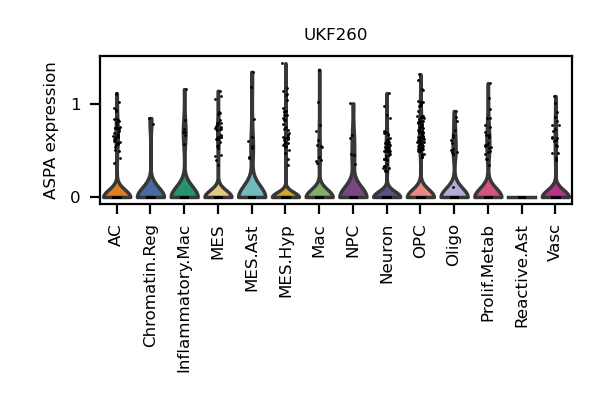 UKF260
ASPA expression
1
0
AC
Chromatin.Reg
Inflammatory.Mac
MES
MES.Ast
MES.Hyp
Mac
NPC
Neuron
OPC
Oligo
Prolif.Metab
Reactive.Ast
Vasc